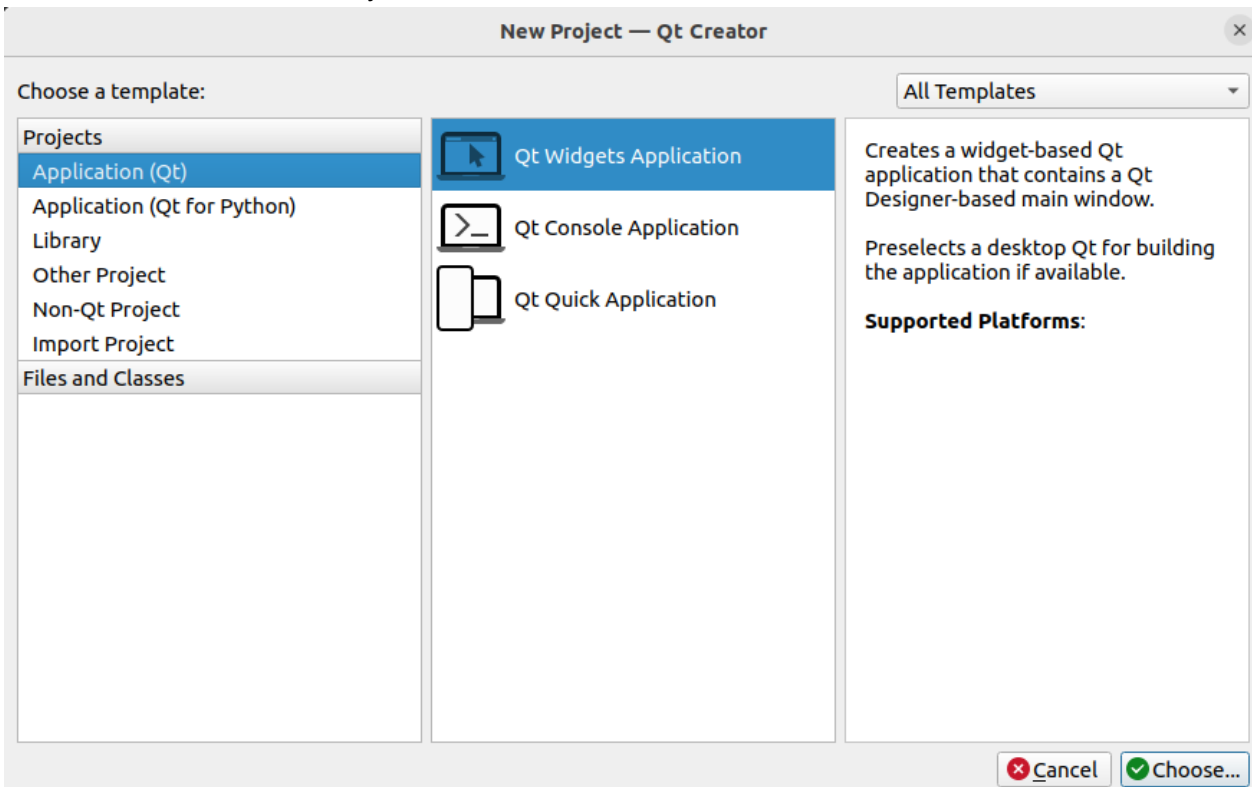 New Project — Qt Creator
Choose a template:
All Templates
Projects
Application (Qt)
Application (Qt for Python)
Library
Other Project
Non-Qt Project
Import Project
Files and Classes
Qt Widgets Application
Qt Console Application
Qt Quick Application
Creates a widget-based Qt
application that contains a Qt
Designer-based main window.
Preselects a desktop Qt for building
the application if available.
Supported Platforms:
Cancel
Choose...